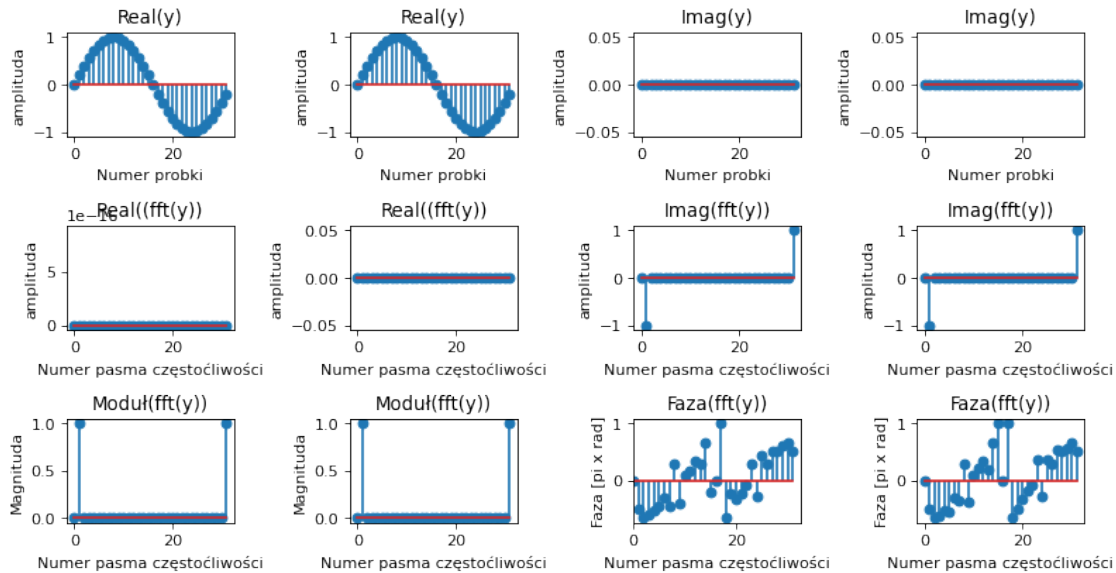 Real(y) Real(y) Imag(y) Imag(y)
amplituda 1 0 −1 amplituda 1 0 −1 amplituda 0.05 0.00 −0.05 amplituda 0.05 0.00 −0.05
0 20 0 20 0 20 0 20
Numer probki Numer probki Numer probki Numer probki
1e−16 Real((fft(y)) Real((fft(y)) Imag(fft(y)) Imag(fft(y))
amplituda 5 0 amplituda 0.05 0.00 −0.05 amplituda 1 0 −1 amplituda 1 0 −1
0 20 0 20 0 20 0 20
Numer pasma częstoćliwości Numer pasma częstoćliwości Numer pasma częstoćliwości Numer pasma częstoćliwości
Moduł(fft(y)) Moduł(fft(y)) Faza(fft(y)) Faza(fft(y))
Magnituda 1.0 0.5 0.0 Magnituda 1.0 0.5 0.0 Faza [pi x rad] 1 0 Faza [pi x rad] 1 0
0 20 0 20 0 20 0 20
Numer pasma częstoćliwości Numer pasma częstoćliwości Numer pasma częstoćliwości Numer pasma częstoćliwości